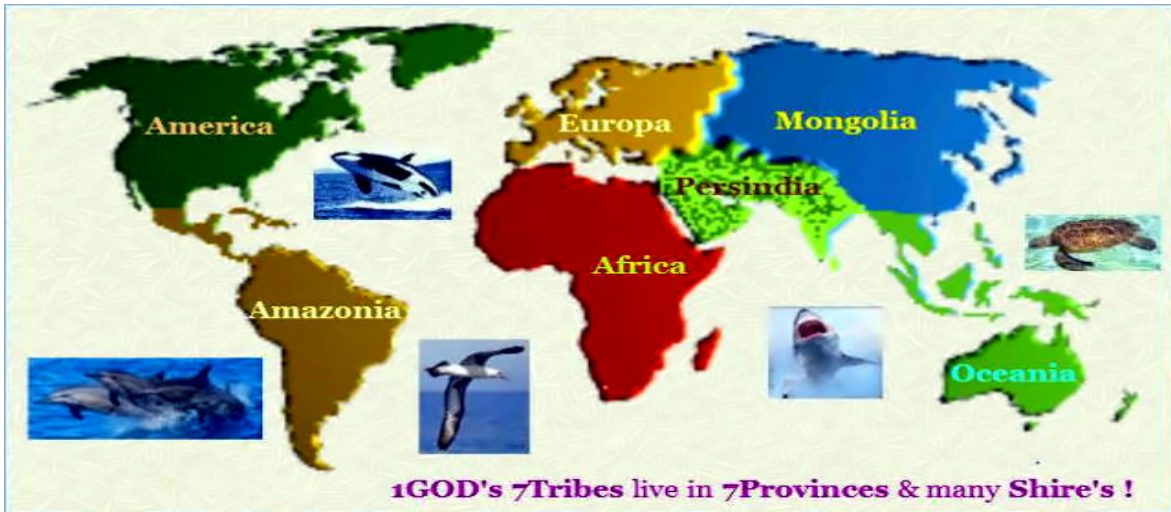 America
Europa
Mongolia
Persindia
Africa
Amazonia
Oceania
1GOD's 7Tribes live in 7Provinces & many Shire's !